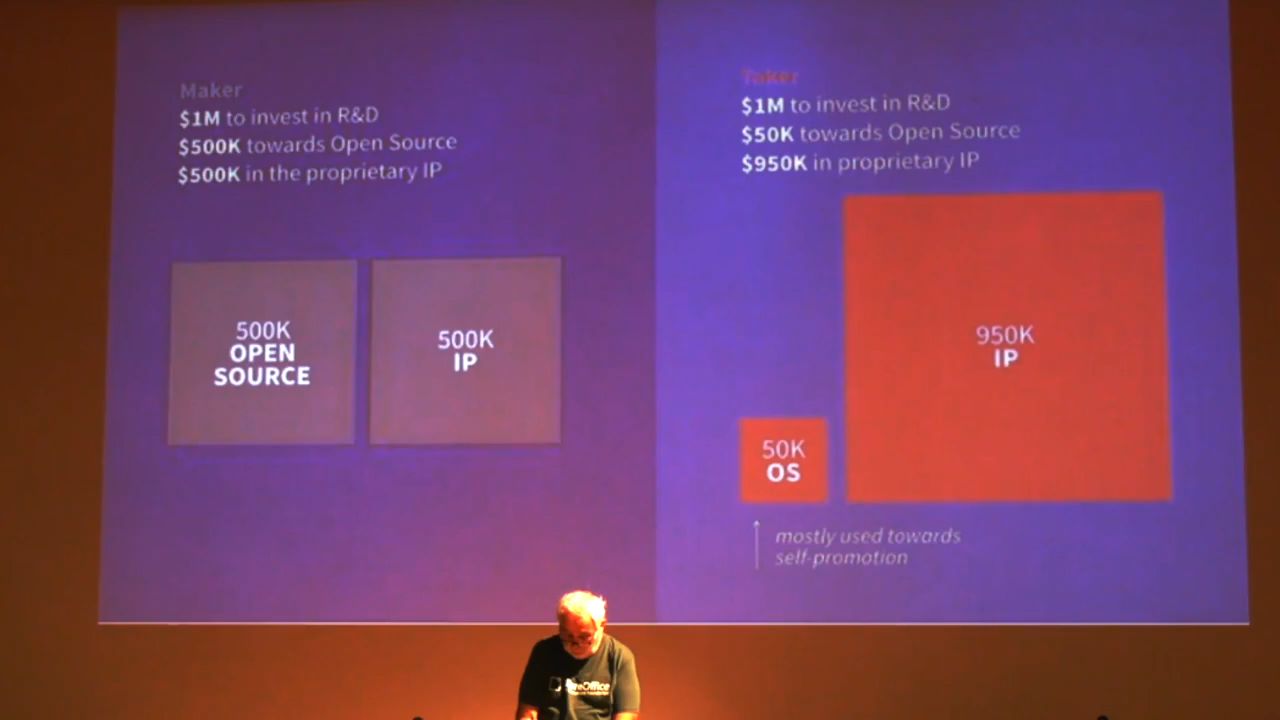 Maker
$1M to invest in R&D
$500K towards Open Source
$500K in the proprietary IP
500K
OPEN
SOURCE
500K
IP
Taker
$1M to invest in R&D
$50K towards Open Source
$950K in proprietary IP
950K
IP
50K
OS
mostly used towards
self-promotion